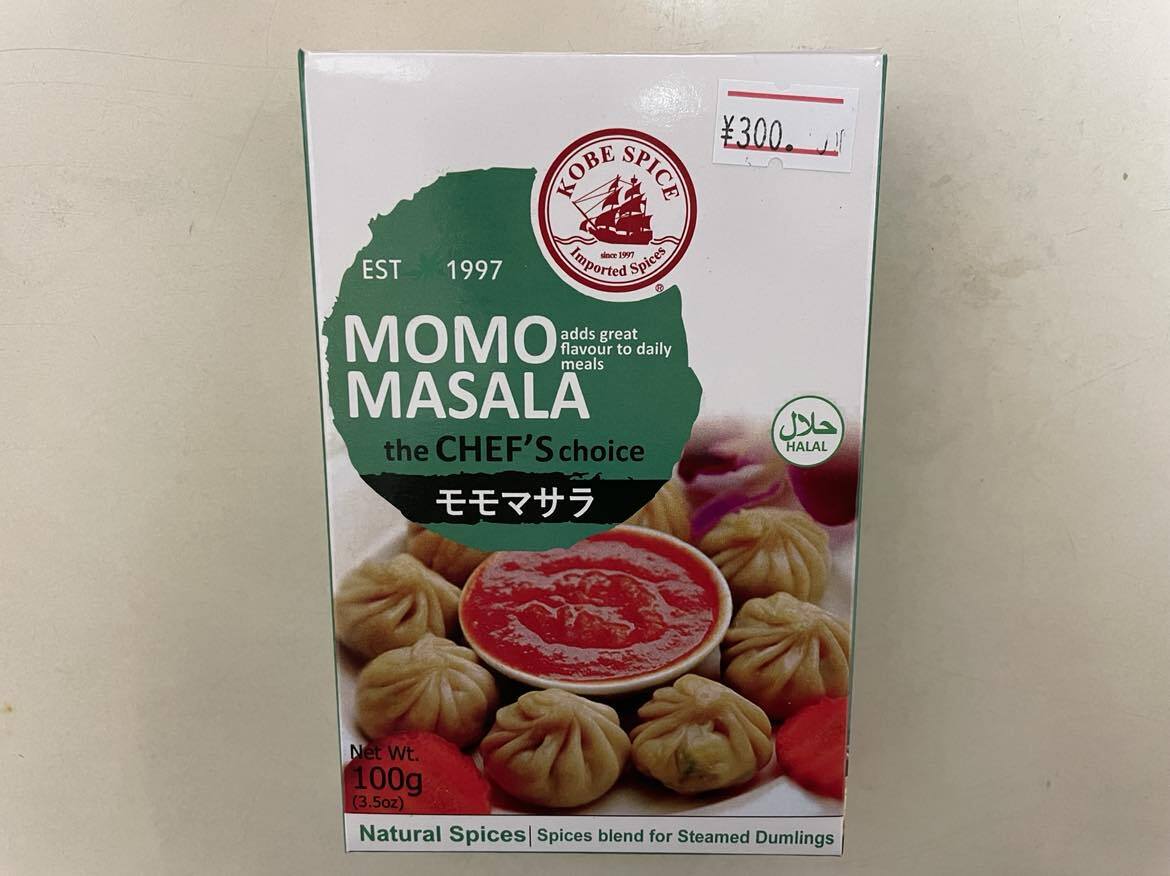 ¥300.
KOBE SPICE
since 1997
Imported Spices
®
EST 1997
MOMO
adds great
flavour to daily
meals
MASALA
the CHEF'S choice
モモマサラ
حلال
HALAL
Net Wt.
100g
(3.5oz)
Natural Spices| Spices blend for Steamed Dumlings